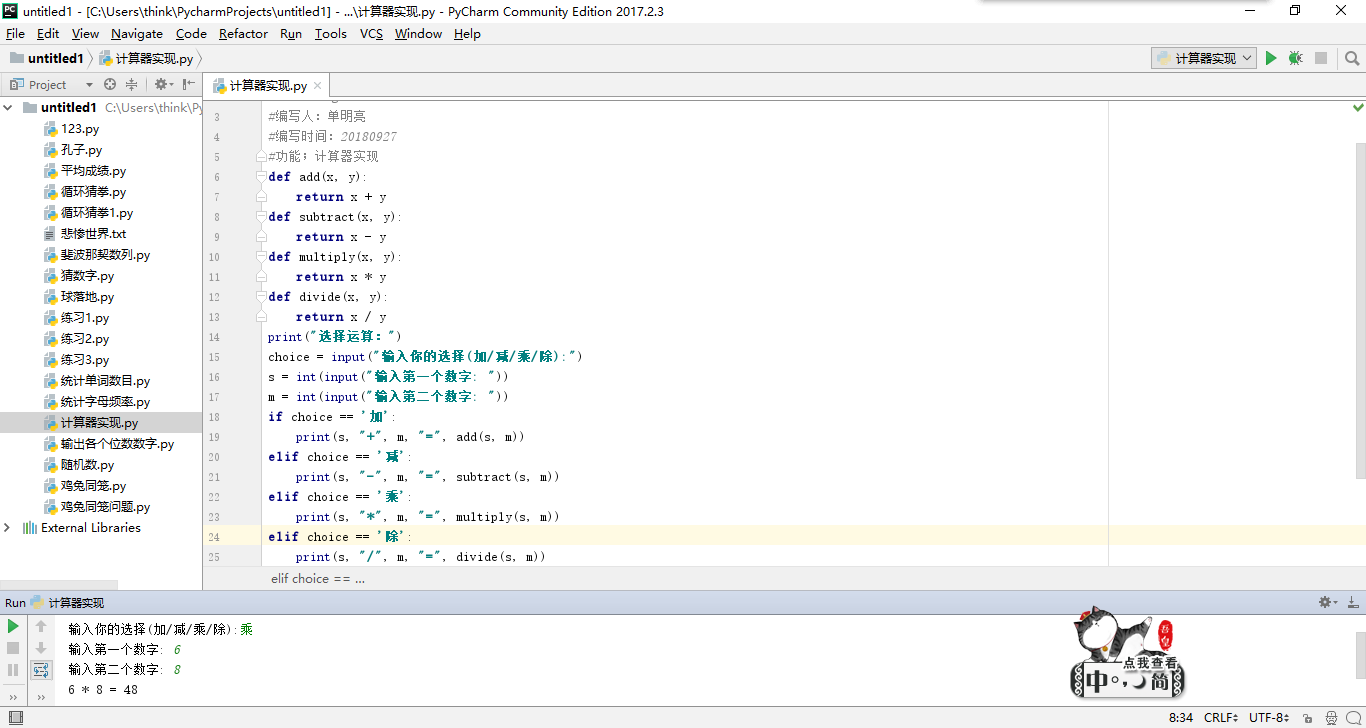 untitled1 - [C:\Users\think\PycharmProjects\untitled1] - ...\计算器实现.py - PyCharm Community Edition 2017.2.3
File Edit View Navigate Code Refactor Run Tools VCS Window Help
untitled1 计算器实现.py 计算器实现
Project 计算器实现.py
untitled1 C:\Users\think\Py
123.py
孔子.py
平均成绩.py
循环猜拳.py
循环猜拳1.py
悲惨世界.txt
斐波那契数列.py
猜数字.py
球落地.py
练习1.py
练习2.py
练习3.py
统计单词数目.py
统计字母频率.py
计算器实现.py
输出各个位数数字.py
随机数.py
鸡兔同笼.py
鸡兔同笼问题.py
External Libraries
3 #编写人：单明亮
4 #编写时间：20180927
5 #功能；计算器实现
6 def add(x, y):
7 return x + y
8 def subtract(x, y):
9 return x - y
10 def multiply(x, y):
11 return x * y
12 def divide(x, y):
13 return x / y
14 print("选择运算：")
15 choice = input("输入你的选择(加/减/乘/除):")
16 s = int(input("输入第一个数字: "))
17 m = int(input("输入第二个数字: "))
18 if choice == '加':
19 print(s, "+", m, "=", add(s, m))
20 elif choice == '减':
21 print(s, "-", m, "=", subtract(s, m))
22 elif choice == '乘':
23 print(s, "*", m, "=", multiply(s, m))
24 elif choice == '除':
25 print(s, "/", m, "=", divide(s, m))
elif choice == ...
Run 计算器实现
输入你的选择(加/减/乘/除):乘
输入第一个数字: 6
输入第二个数字: 8
6 * 8 = 48
吾皇
点我查看
中 简
8:34 CRLF UTF-8